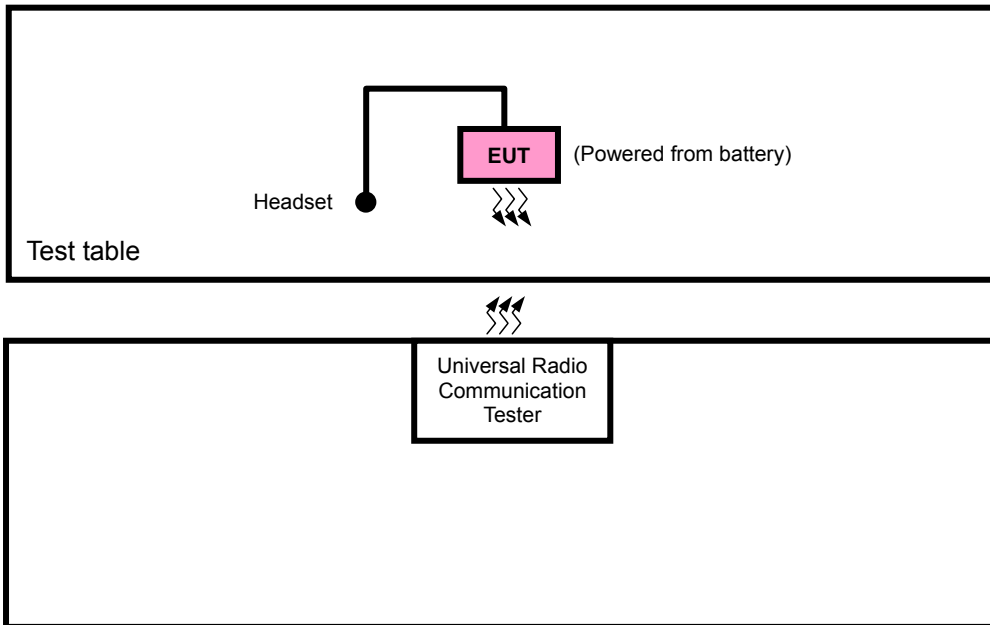 EUT
(Powered from battery)
Headset
Test table
Universal Radio
Communication
Tester